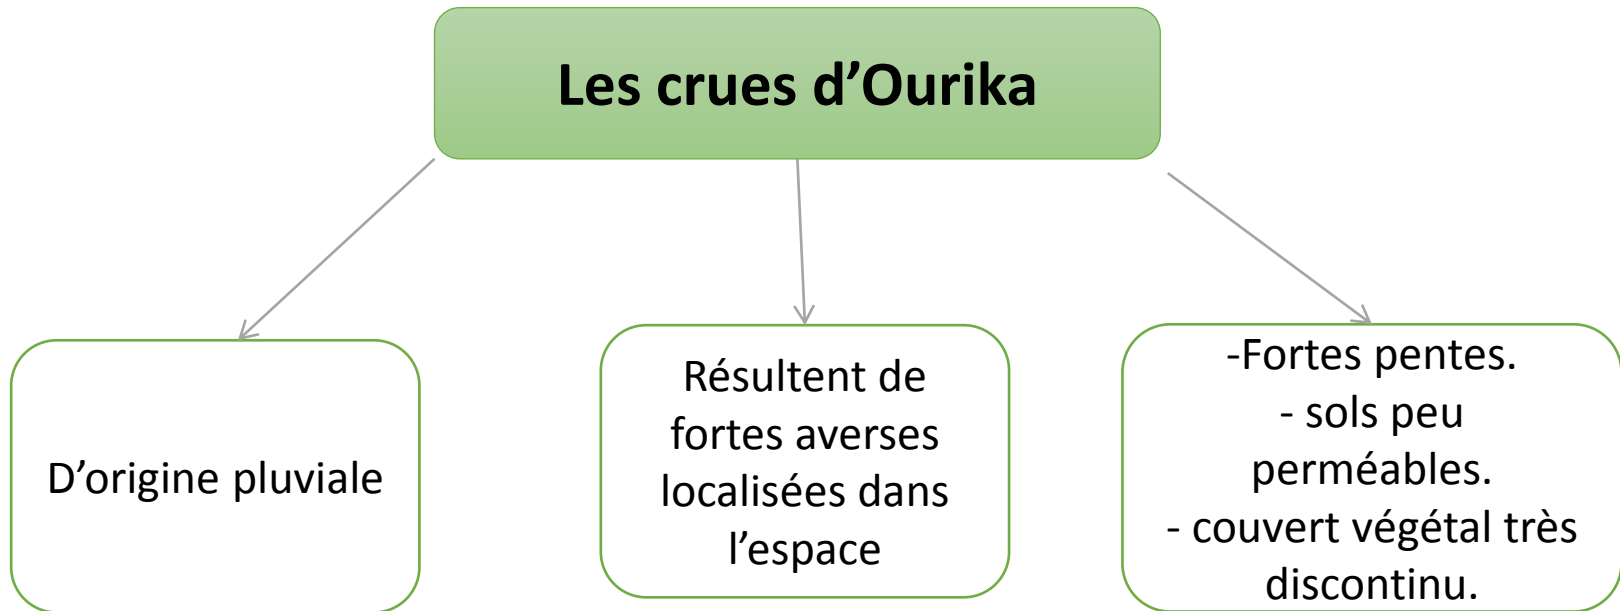 Les crues d’Ourika
D’origine pluviale
Résultent de
fortes averses
localisées dans
l’espace
-Fortes pentes.
- sols peu
perméables.
- couvert végétal très
discontinu.